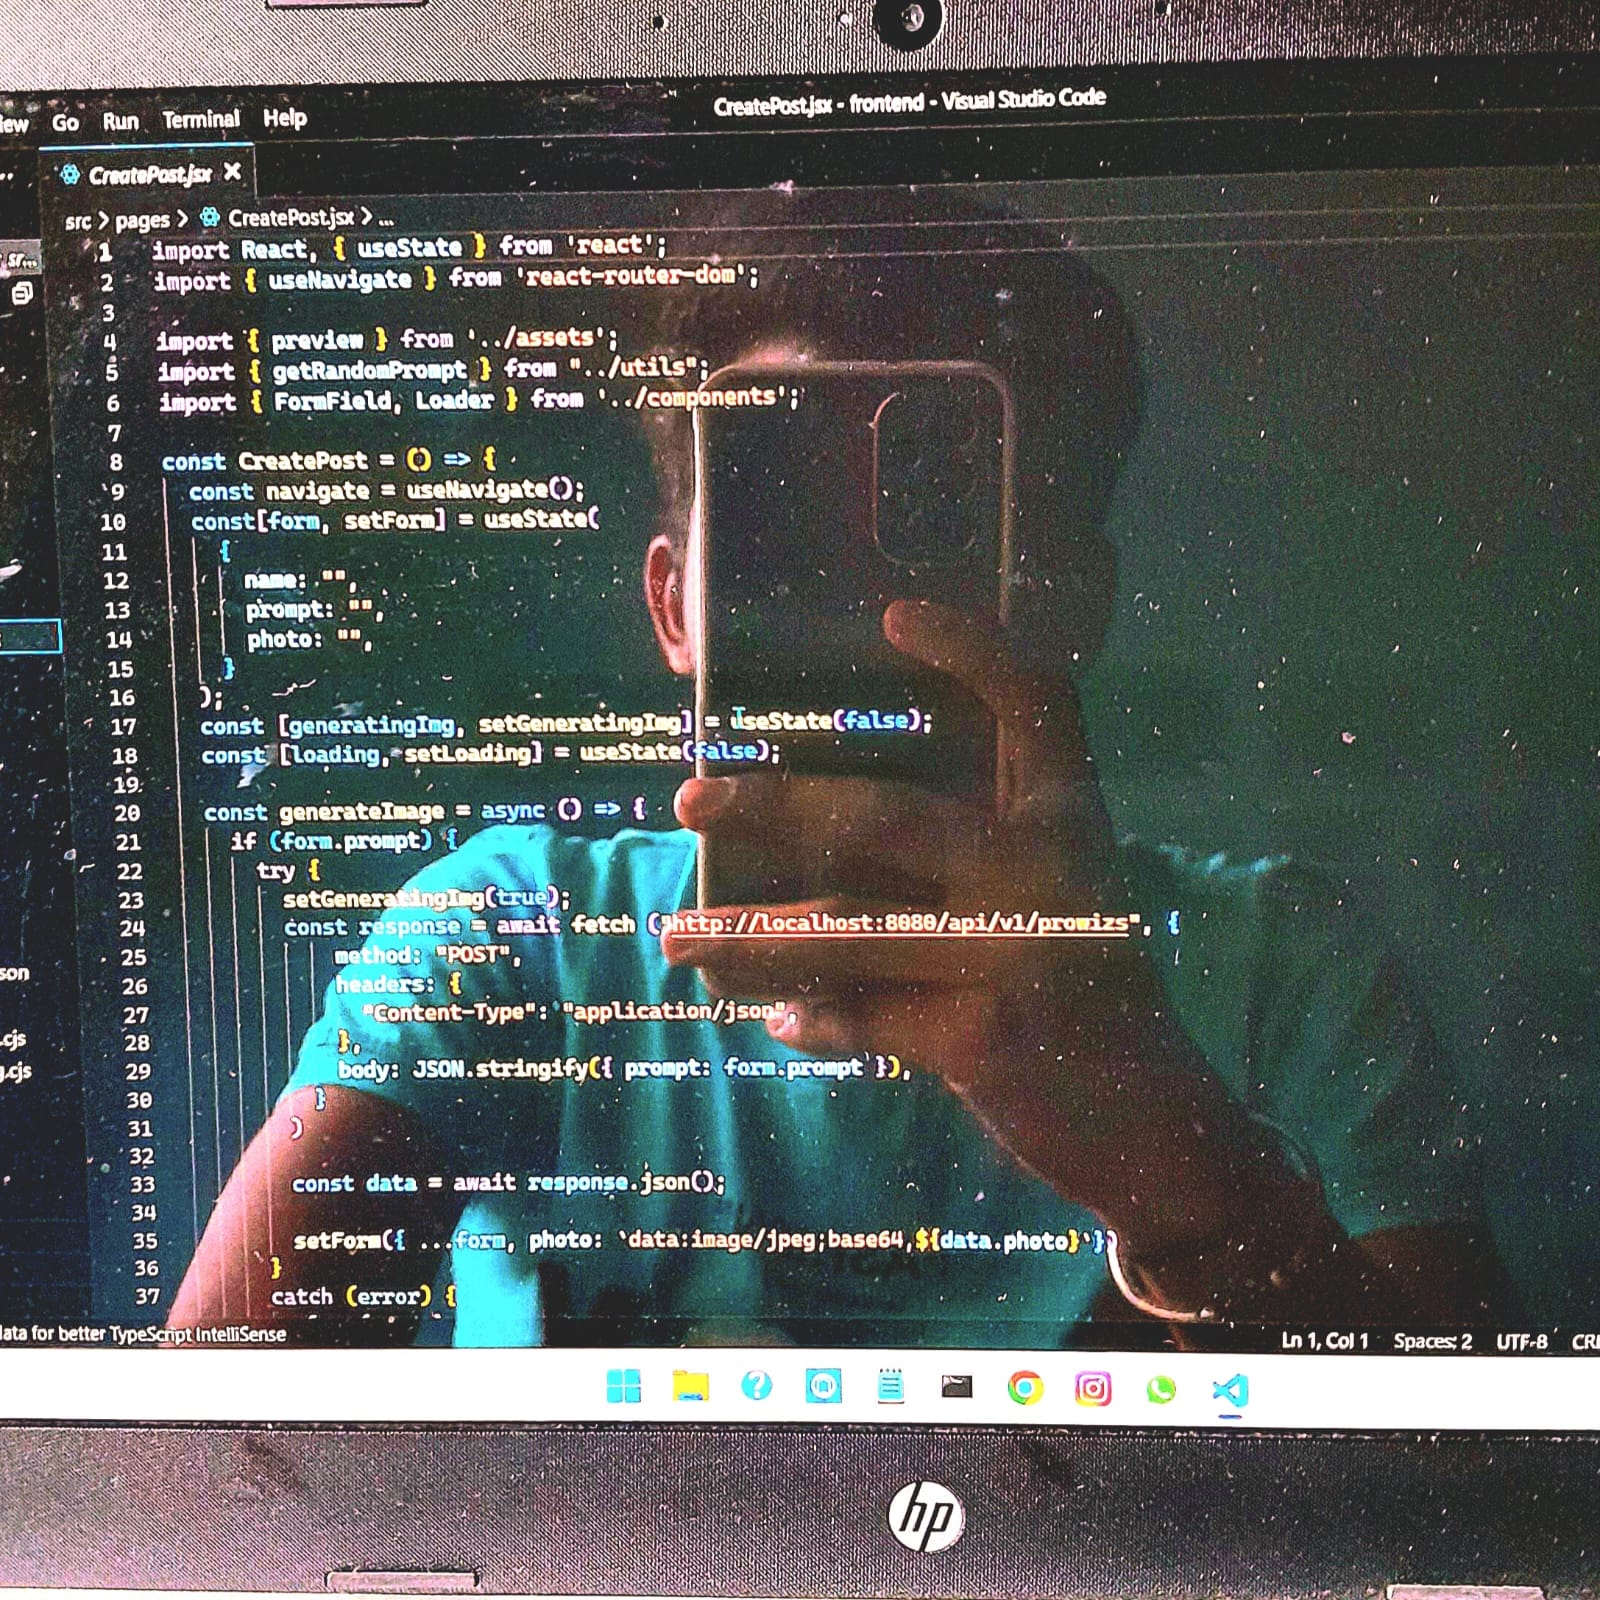 Go Run Terminal Help
CreatePost.jsx - frontend - Visual Studio Code
CreatePost.jsx
src > pages > CreatePost.jsx > ...
sr...
1 import React, { useState } from 'react';
2 import { useNavigate } from 'react-router-dom';
3
4 import { preview } from '../assets';
5 import { getRandomPrompt } from "../utils";
6 import { FormField, Loader } from '../components';
7
8 const CreatePost = () => {
9 const navigate = useNavigate();
10 const[form, setForm] = useState(
11 {
12 name: "",
13 prompt: "",
14 photo: "",
15 }
16 );
17 const [generatingImg, setGeneratingImg] = useState(false);
18 const [loading, setLoading] = useState(false);
19
20 const generateImage = async () => {
21 if (form.prompt) {
22 try {
23 setGeneratingImg(true);
24 const response = await fetch ("http://localhost:8080/api/v1/prowizs", {
25 method: "POST",
26 headers: {
27 "Content-Type": "application/json",
28 },
29 body: JSON.stringify({ prompt: form.prompt }),
30 }
31 )
32
33 const data = await response.json();
34
35 setForm({ ...form, photo: `data:image/jpeg;base64,${data.photo}`})
36 }
37 catch (error) {
for better TypeScript IntelliSense
Ln 1, Col 1 Spaces: 2 UTF-8
hp